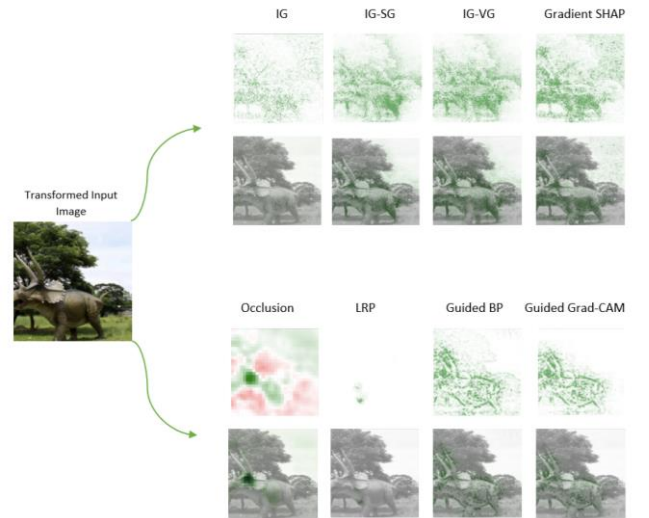 IG IG-SG IG-VG Gradient SHAP
Transformed Input
Image
Occlusion LRP Guided BP Guided Grad-CAM